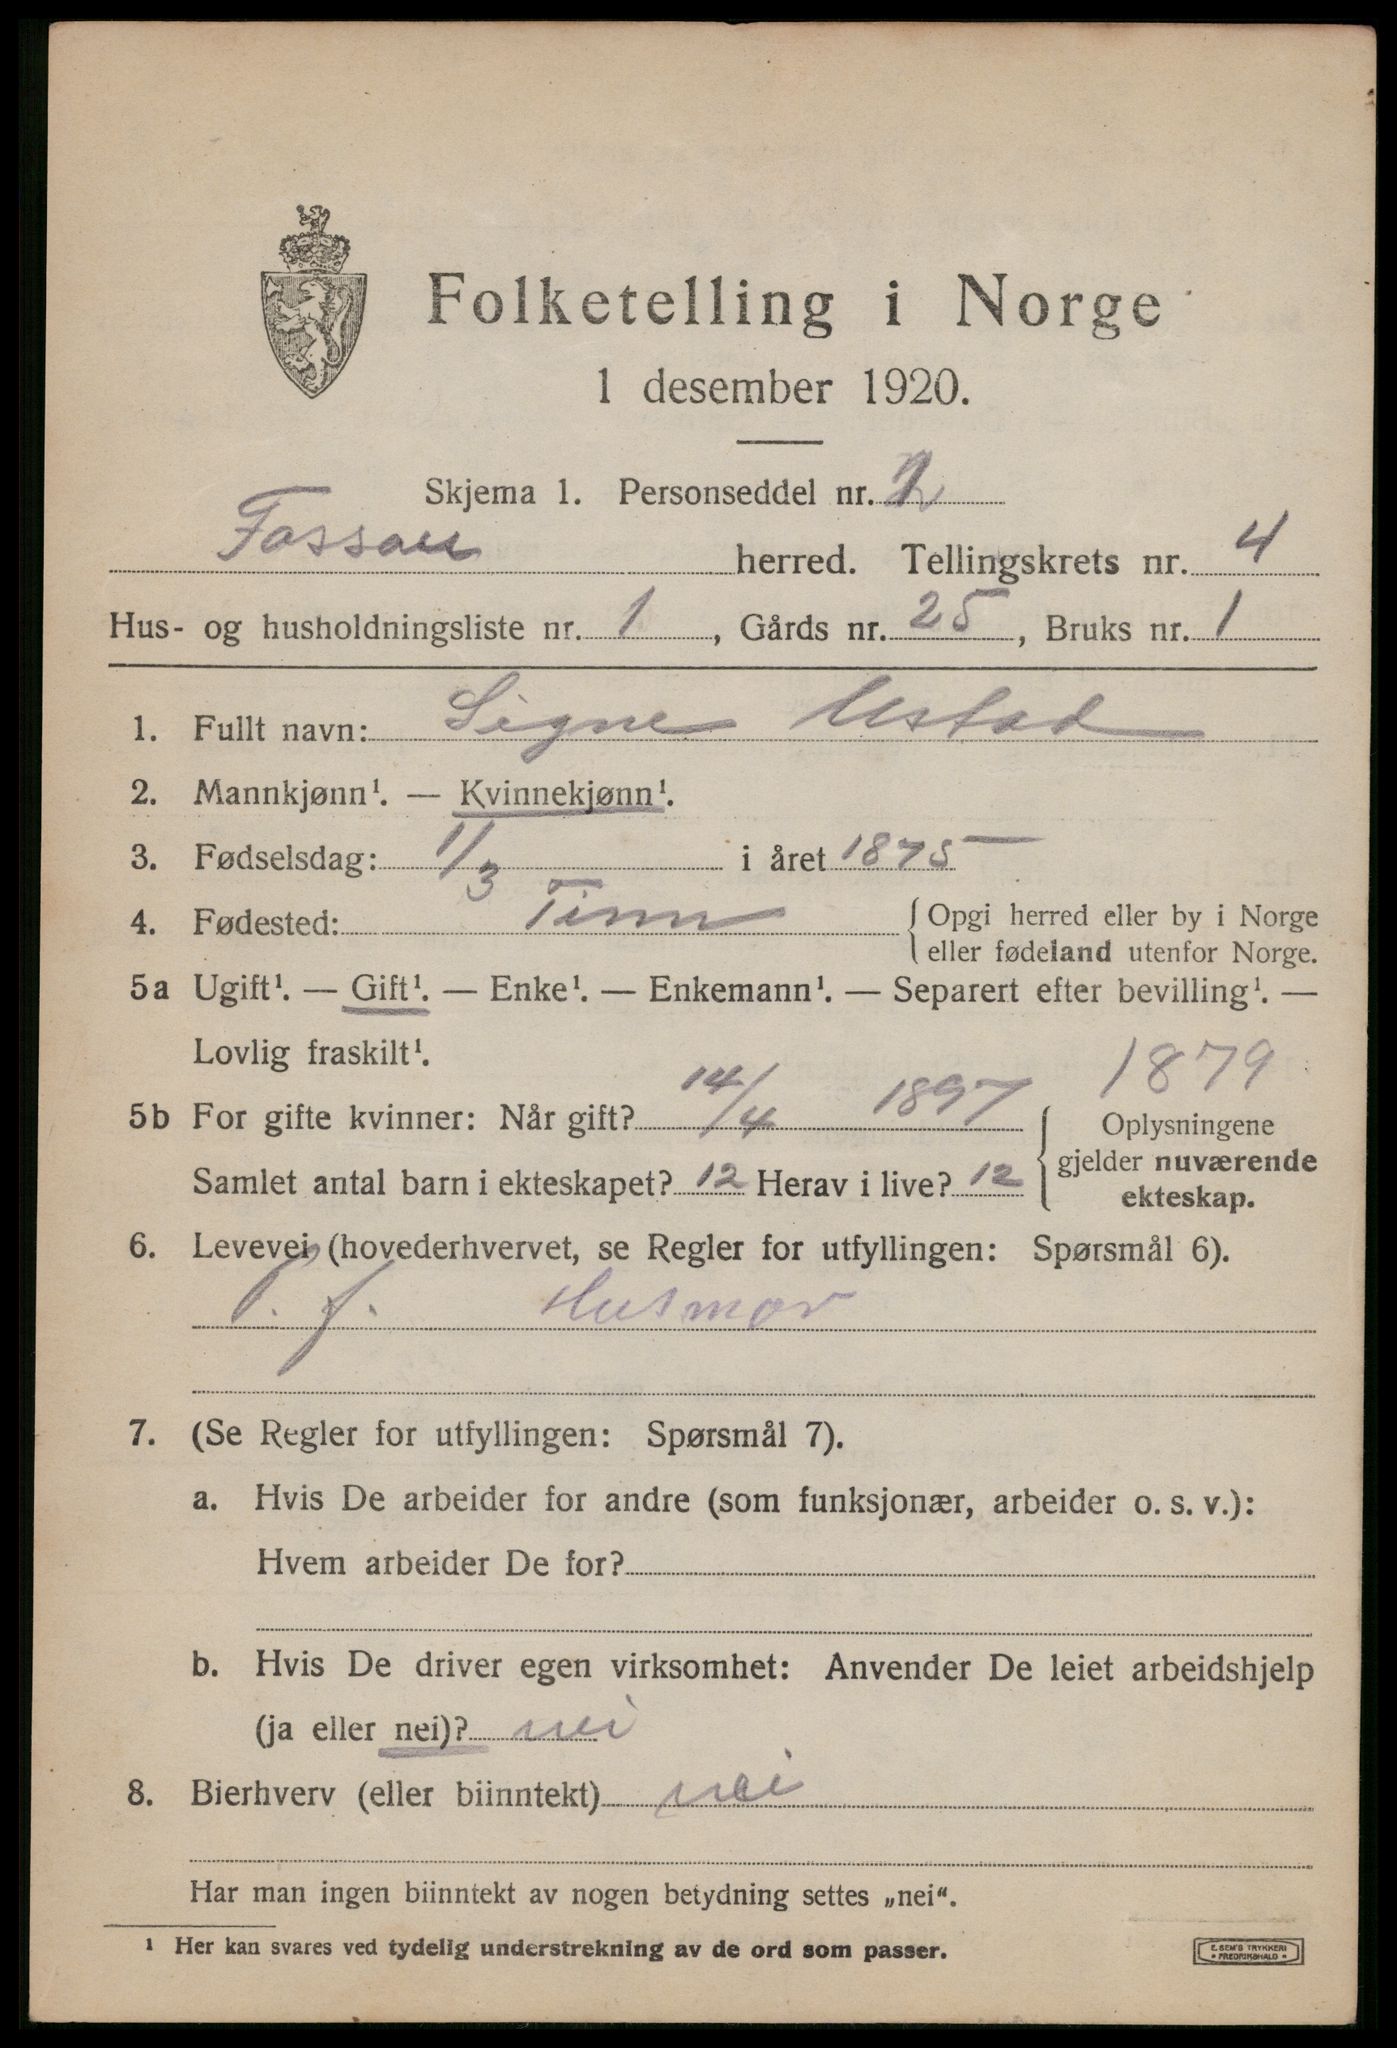 Folketelling i Norge
1 desember 1920.
Skjema 1. Personseddel nr. 2
Fossan herred. Tellingskrets nr. 4
Hus- og husholdningsliste nr. 1, Gårds nr. 25, Bruks nr. 1
1. Fullt navn: Signe Ustad
2. Mannkjønn¹. — Kvinnekjønn¹.
3. Fødselsdag: 1/3 i året 1875
4. Fødested: Tinn { Opgi herred eller by i Norge
eller fødeland utenfor Norge.
5a Ugift¹. — Gift¹. — Enke¹. — Enkemann¹. — Separert efter bevilling¹. —
Lovlig fraskilt¹.
1879
5b For gifte kvinner: Når gift? 14/4 1897 { Oplysningene
gjelder nuværende
ekteskap.
Samlet antal barn i ekteskapet? 12 Herav i live? 12
6. Levevei (hovederhvervet, se Regler for utfyllingen: Spørsmål 6).
f. Husmor
7. (Se Regler for utfyllingen: Spørsmål 7).
a. Hvis De arbeider for andre (som funksjonær, arbeider o. s. v.):
Hvem arbeider De for?
b. Hvis De driver egen virksomhet: Anvender De leiet arbeidshjelp
(ja eller nei)? nei
8. Bierhverv (eller biinntekt) nei
Har man ingen biinntekt av nogen betydning settes „nei“.
¹ Her kan svares ved tydelig understrekning av de ord som passer.
E. SEM'S TRYKKERI
* FREDRIKSHALD *